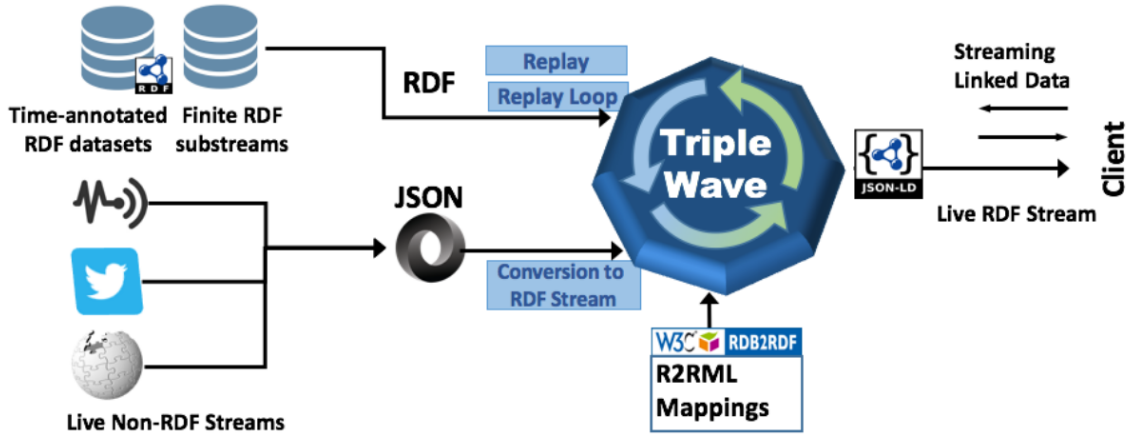 RDF
Time-annotated
RDF datasets
Finite RDF
substreams
RDF
Replay
Replay Loop
Triple
Wave
Streaming
Linked Data
{ }
JSON-LD
Live RDF Stream
Client
JSON
Conversion to
RDF Stream
Live Non-RDF Streams
W3C RDB2RDF
R2RML
Mappings